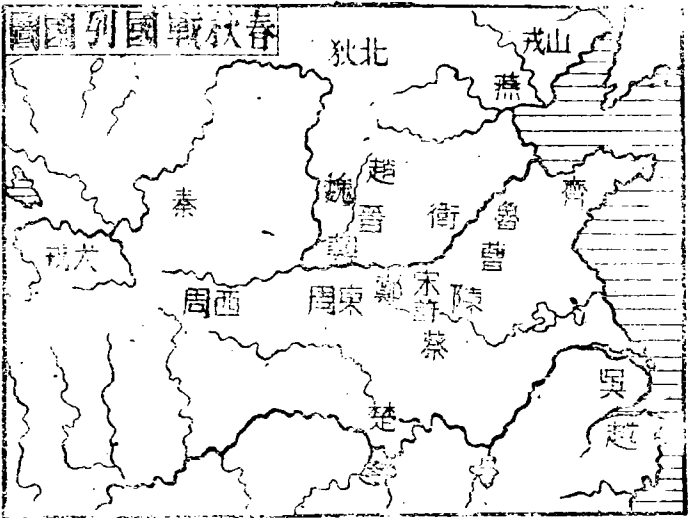 春秋戰國列國圖
山戎
北狄
燕
齊
趙
魏
晉
衛
魯
曹
韓
秦
犬戎
西周
東周
鄭
宋
許
陳
蔡
吳
越
楚